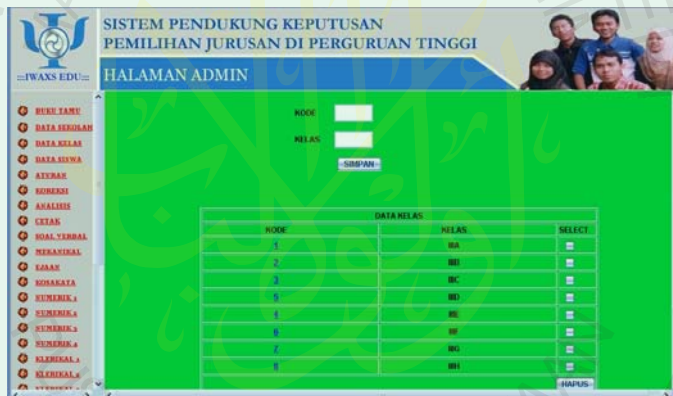 SISTEM PENDUKUNG KEPUTUSAN
PEMILIHAN JURUSAN DI PERGURUAN TINGGI
:::IWAXS EDU:::
HALAMAN ADMIN
BUKU TAMU
DATA SEKOLAH
DATA KELAS
DATA SISWA
ATURAN
KOREKSI
ANALISIS
CETAK
SOAL VERBAL
MEKANIKAL
EJAAN
KOSAKATA
NUMERIK 1
NUMERIK 2
NUMERIK 3
NUMERIK 4
KLERIKAL 1
KLERIKAL 2
KODE
KELAS
SIMPAN
DATA KELAS
KODE KELAS SELECT
1 IIIA
2 IIIB
3 IIIC
5 IIID
4 IIIE
6 IIIF
7 IIIG
8 IIIH
HAPUS